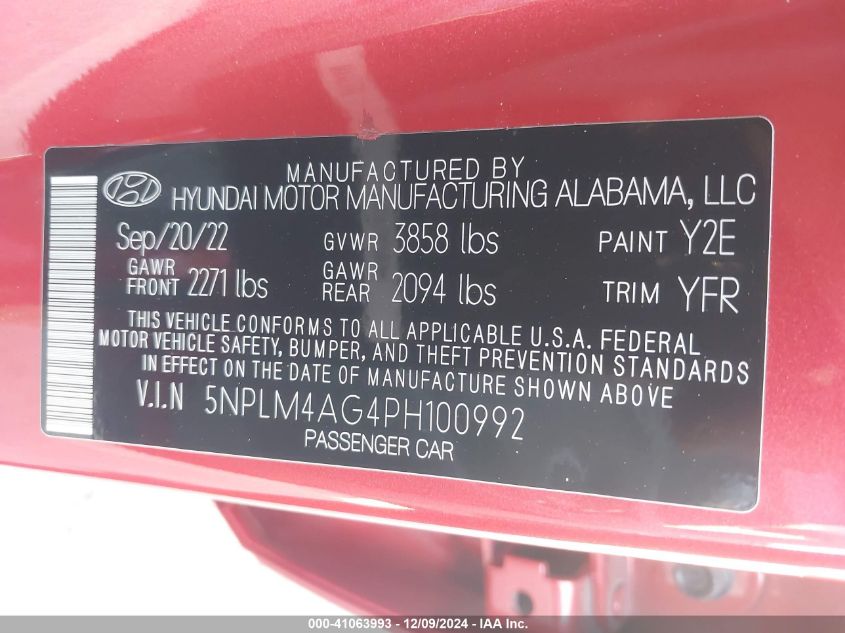 MANUFACTURED BY
HYUNDAI MOTOR MANUFACTURING ALABAMA, LLC
Sep/20/22 GVWR 3858 lbs PAINT Y2E
GAWR FRONT 2271 lbs GAWR REAR 2094 lbs TRIM YFR
THIS VEHICLE CONFORMS TO ALL APPLICABLE U.S.A. FEDERAL
MOTOR VEHICLE SAFETY, BUMPER, AND THEFT PREVENTION STANDARDS
IN EFFECT ON THE DATE OF MANUFACTURE SHOWN ABOVE
V.I.N 5NPLM4AG4PH100992
PASSENGER CAR
000-41063993 - 12/09/2024 - IAA, Inc.